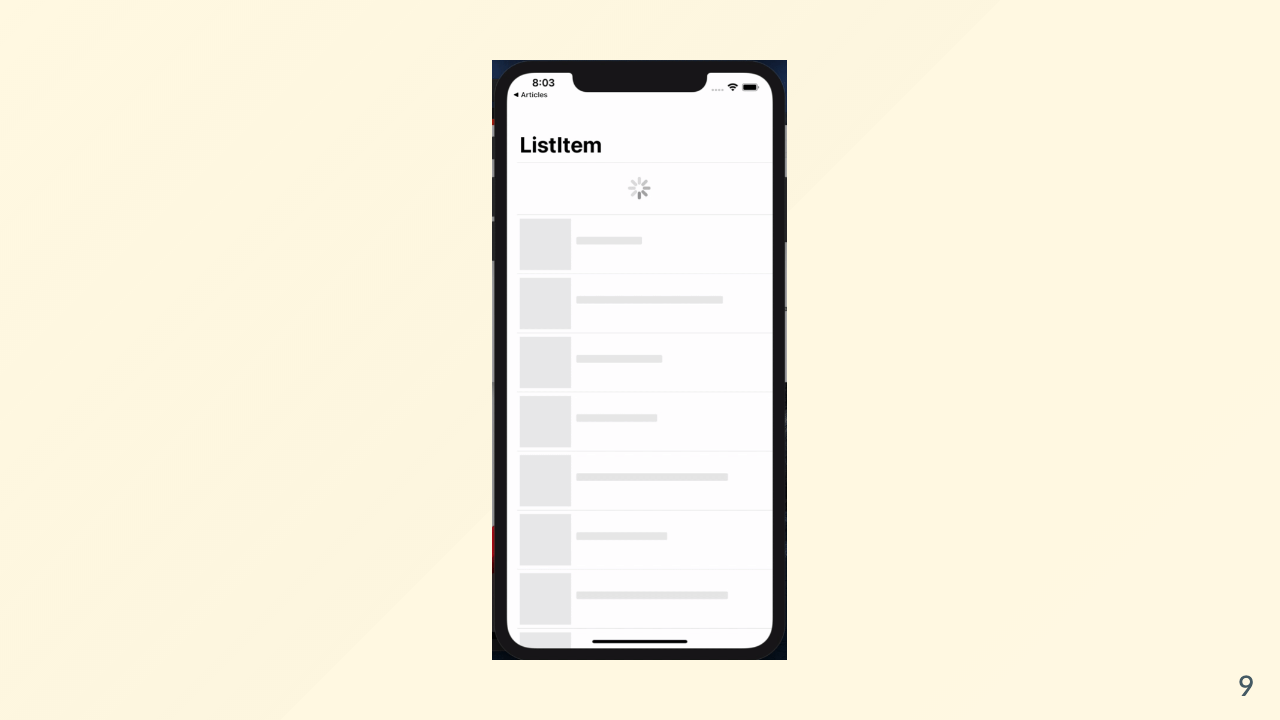 8:03
◀ Articles
ListItem
9